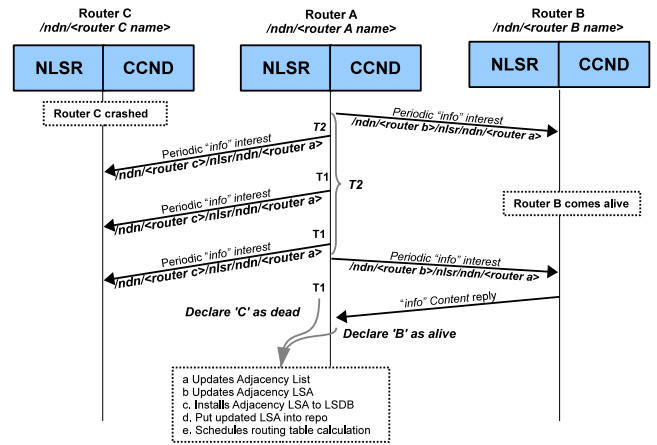 Router C
/ndn/<router C name>
Router A
/ndn/<router A name>
Router B
/ndn/<router B name>
NLSR
CCND
NLSR
CCND
NLSR
CCND
Router C crashed
Periodic “info” interest
/ndn/<router b>/nlsr/ndn/<router a>
T2
Periodic “info” interest
/ndn/<router c>/nlsr/ndn/<router a>
T1
T2
Periodic “info” interest
/ndn/<router c>/nlsr/ndn/<router a>
Router B comes alive
T1
Periodic “info” interest
/ndn/<router c>/nlsr/ndn/<router a>
Periodic “info” interest
/ndn/<router b>/nlsr/ndn/<router a>
T1
“info” Content reply
Declare 'C' as dead
Declare 'B' as alive
a Updates Adjacency List
b Updates Adjacency LSA
c. Installs Adjacency LSA to LSDB
d. Put updated LSA into repo
e. Schedules routing table calculation